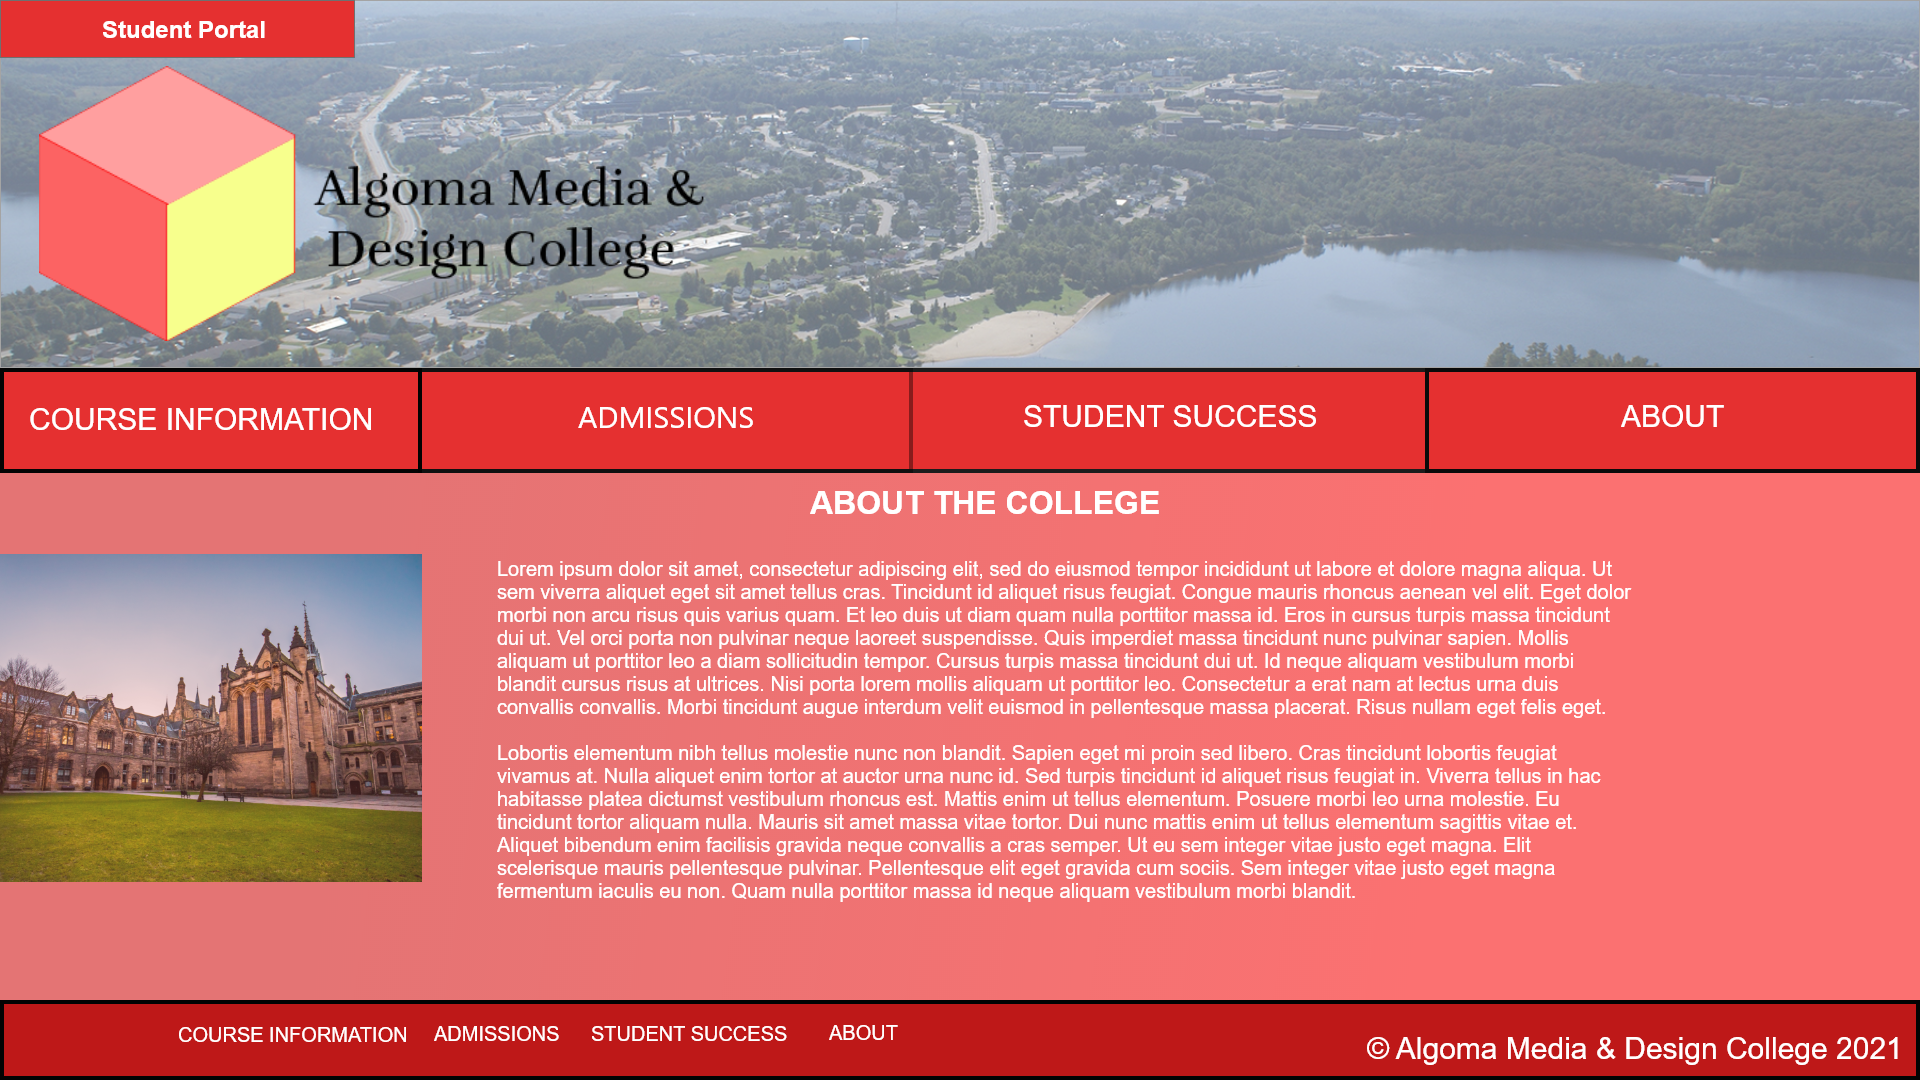 Student Portal
Algoma Media &
Design College
COURSE INFORMATION
ADMISSIONS
STUDENT SUCCESS
ABOUT
ABOUT THE COLLEGE
Lorem ipsum dolor sit amet, consectetur adipiscing elit, sed do eiusmod tempor incididunt ut labore et dolore magna aliqua. Ut
sem viverra aliquet eget sit amet tellus cras. Tincidunt id aliquet risus feugiat. Congue mauris rhoncus aenean vel elit. Eget dolor
morbi non arcu risus quis varius quam. Et leo duis ut diam quam nulla porttitor massa id. Eros in cursus turpis massa tincidunt
dui ut. Vel orci porta non pulvinar neque laoreet suspendisse. Quis imperdiet massa tincidunt nunc pulvinar sapien. Mollis
aliquam ut porttitor leo a diam sollicitudin tempor. Cursus turpis massa tincidunt dui ut. Id neque aliquam vestibulum morbi
blandit cursus risus at ultrices. Nisi porta lorem mollis aliquam ut porttitor leo. Consectetur a erat nam at lectus urna duis
convallis convallis. Morbi tincidunt augue interdum velit euismod in pellentesque massa placerat. Risus nullam eget felis eget.
Lobortis elementum nibh tellus molestie nunc non blandit. Sapien eget mi proin sed libero. Cras tincidunt lobortis feugiat
vivamus at. Nulla aliquet enim tortor at auctor urna nunc id. Sed turpis tincidunt id aliquet risus feugiat in. Viverra tellus in hac
habitasse platea dictumst vestibulum rhoncus est. Mattis enim ut tellus elementum. Posuere morbi leo urna molestie. Eu
tincidunt tortor aliquam nulla. Mauris sit amet massa vitae tortor. Dui nunc mattis enim ut tellus elementum sagittis vitae et.
Aliquet bibendum enim facilisis gravida neque convallis a cras semper. Ut eu sem integer vitae justo eget magna. Elit
scelerisque mauris pellentesque pulvinar. Pellentesque elit eget gravida cum sociis. Sem integer vitae justo eget magna
fermentum iaculis eu non. Quam nulla porttitor massa id neque aliquam vestibulum morbi blandit.
COURSE INFORMATION
ADMISSIONS
STUDENT SUCCESS
ABOUT
© Algoma Media & Design College 2021